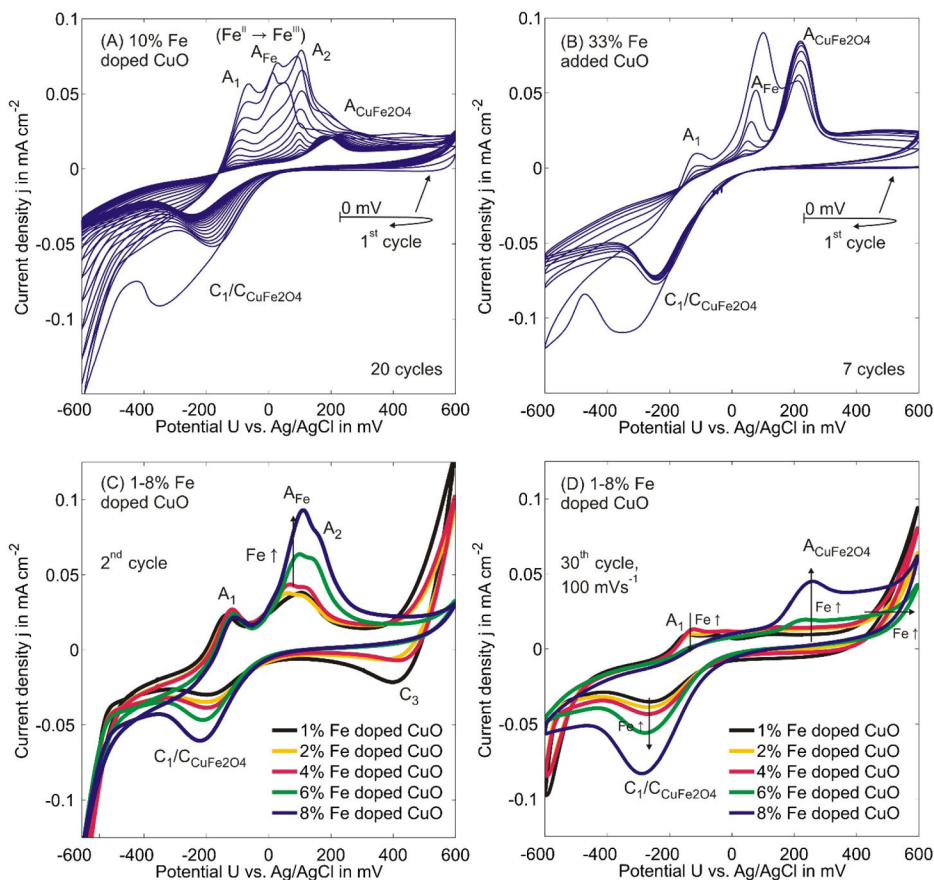 (A) 10% Fe doped CuO
(Fe^II → Fe^III)
A_1
A_Fe
A_2
A_CuFe2O4
0 mV
1^st cycle
C_1/C_CuFe2O4
20 cycles
Current density j in mA cm^-2
0.1
0.05
0
-0.05
-0.1
-600 -400 -200 0 200 400 600
Potential U vs. Ag/AgCl in mV
(B) 33% Fe
added CuO
A_CuFe2O4
A_Fe
A_1
0 mV
1^st cycle
C_1/C_CuFe2O4
7 cycles
Current density j in mA cm^-2
0.1
0.05
0
-0.05
-0.1
-600 -400 -200 0 200 400 600
Potential U vs. Ag/AgCl in mV
(C) 1-8% Fe
doped CuO
2^nd cycle
A_Fe
A_2
Fe ↑
A_1
C_3
C_1/C_CuFe2O4
1% Fe doped CuO
2% Fe doped CuO
4% Fe doped CuO
6% Fe doped CuO
8% Fe doped CuO
Current density j in mA cm^-2
0.1
0.05
0
-0.05
-0.1
-600 -400 -200 0 200 400 600
Potential U vs. Ag/AgCl in mV
(D) 1-8% Fe
doped CuO
30^th cycle,
100 mVs^-1
A_CuFe2O4
A_1
Fe ↑
Fe ↑
Fe ↑
Fe ↑
C_1/C_CuFe2O4
1% Fe doped CuO
2% Fe doped CuO
4% Fe doped CuO
6% Fe doped CuO
8% Fe doped CuO
Current density j in mA cm^-2
0.1
0.05
0
-0.05
-0.1
-600 -400 -200 0 200 400 600
Potential U vs. Ag/AgCl in mV